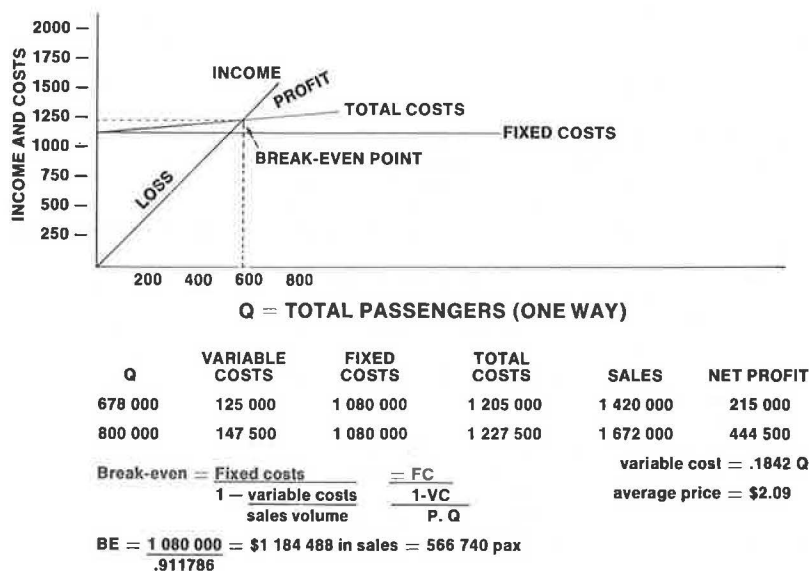 INCOME AND COSTS
2000 —
1750 —
1500 —
1250 —
1000 —
750 —
500 —
250 —
INCOME
PROFIT
TOTAL COSTS
FIXED COSTS
BREAK-EVEN POINT
LOSS
200 400 600 800
Q = TOTAL PASSENGERS (ONE WAY)
Q VARIABLE COSTS FIXED COSTS TOTAL COSTS SALES NET PROFIT
678 000 125 000 1 080 000 1 205 000 1 420 000 215 000
800 000 147 500 1 080 000 1 227 500 1 672 000 444 500
variable cost = .1842 Q
average price = $2.09
Break-even = Fixed costs = FC
1 — variable costs 1-VC
sales volume P. Q
BE = 1 080 000 = $1 184 488 in sales = 566 740 pax
.911786